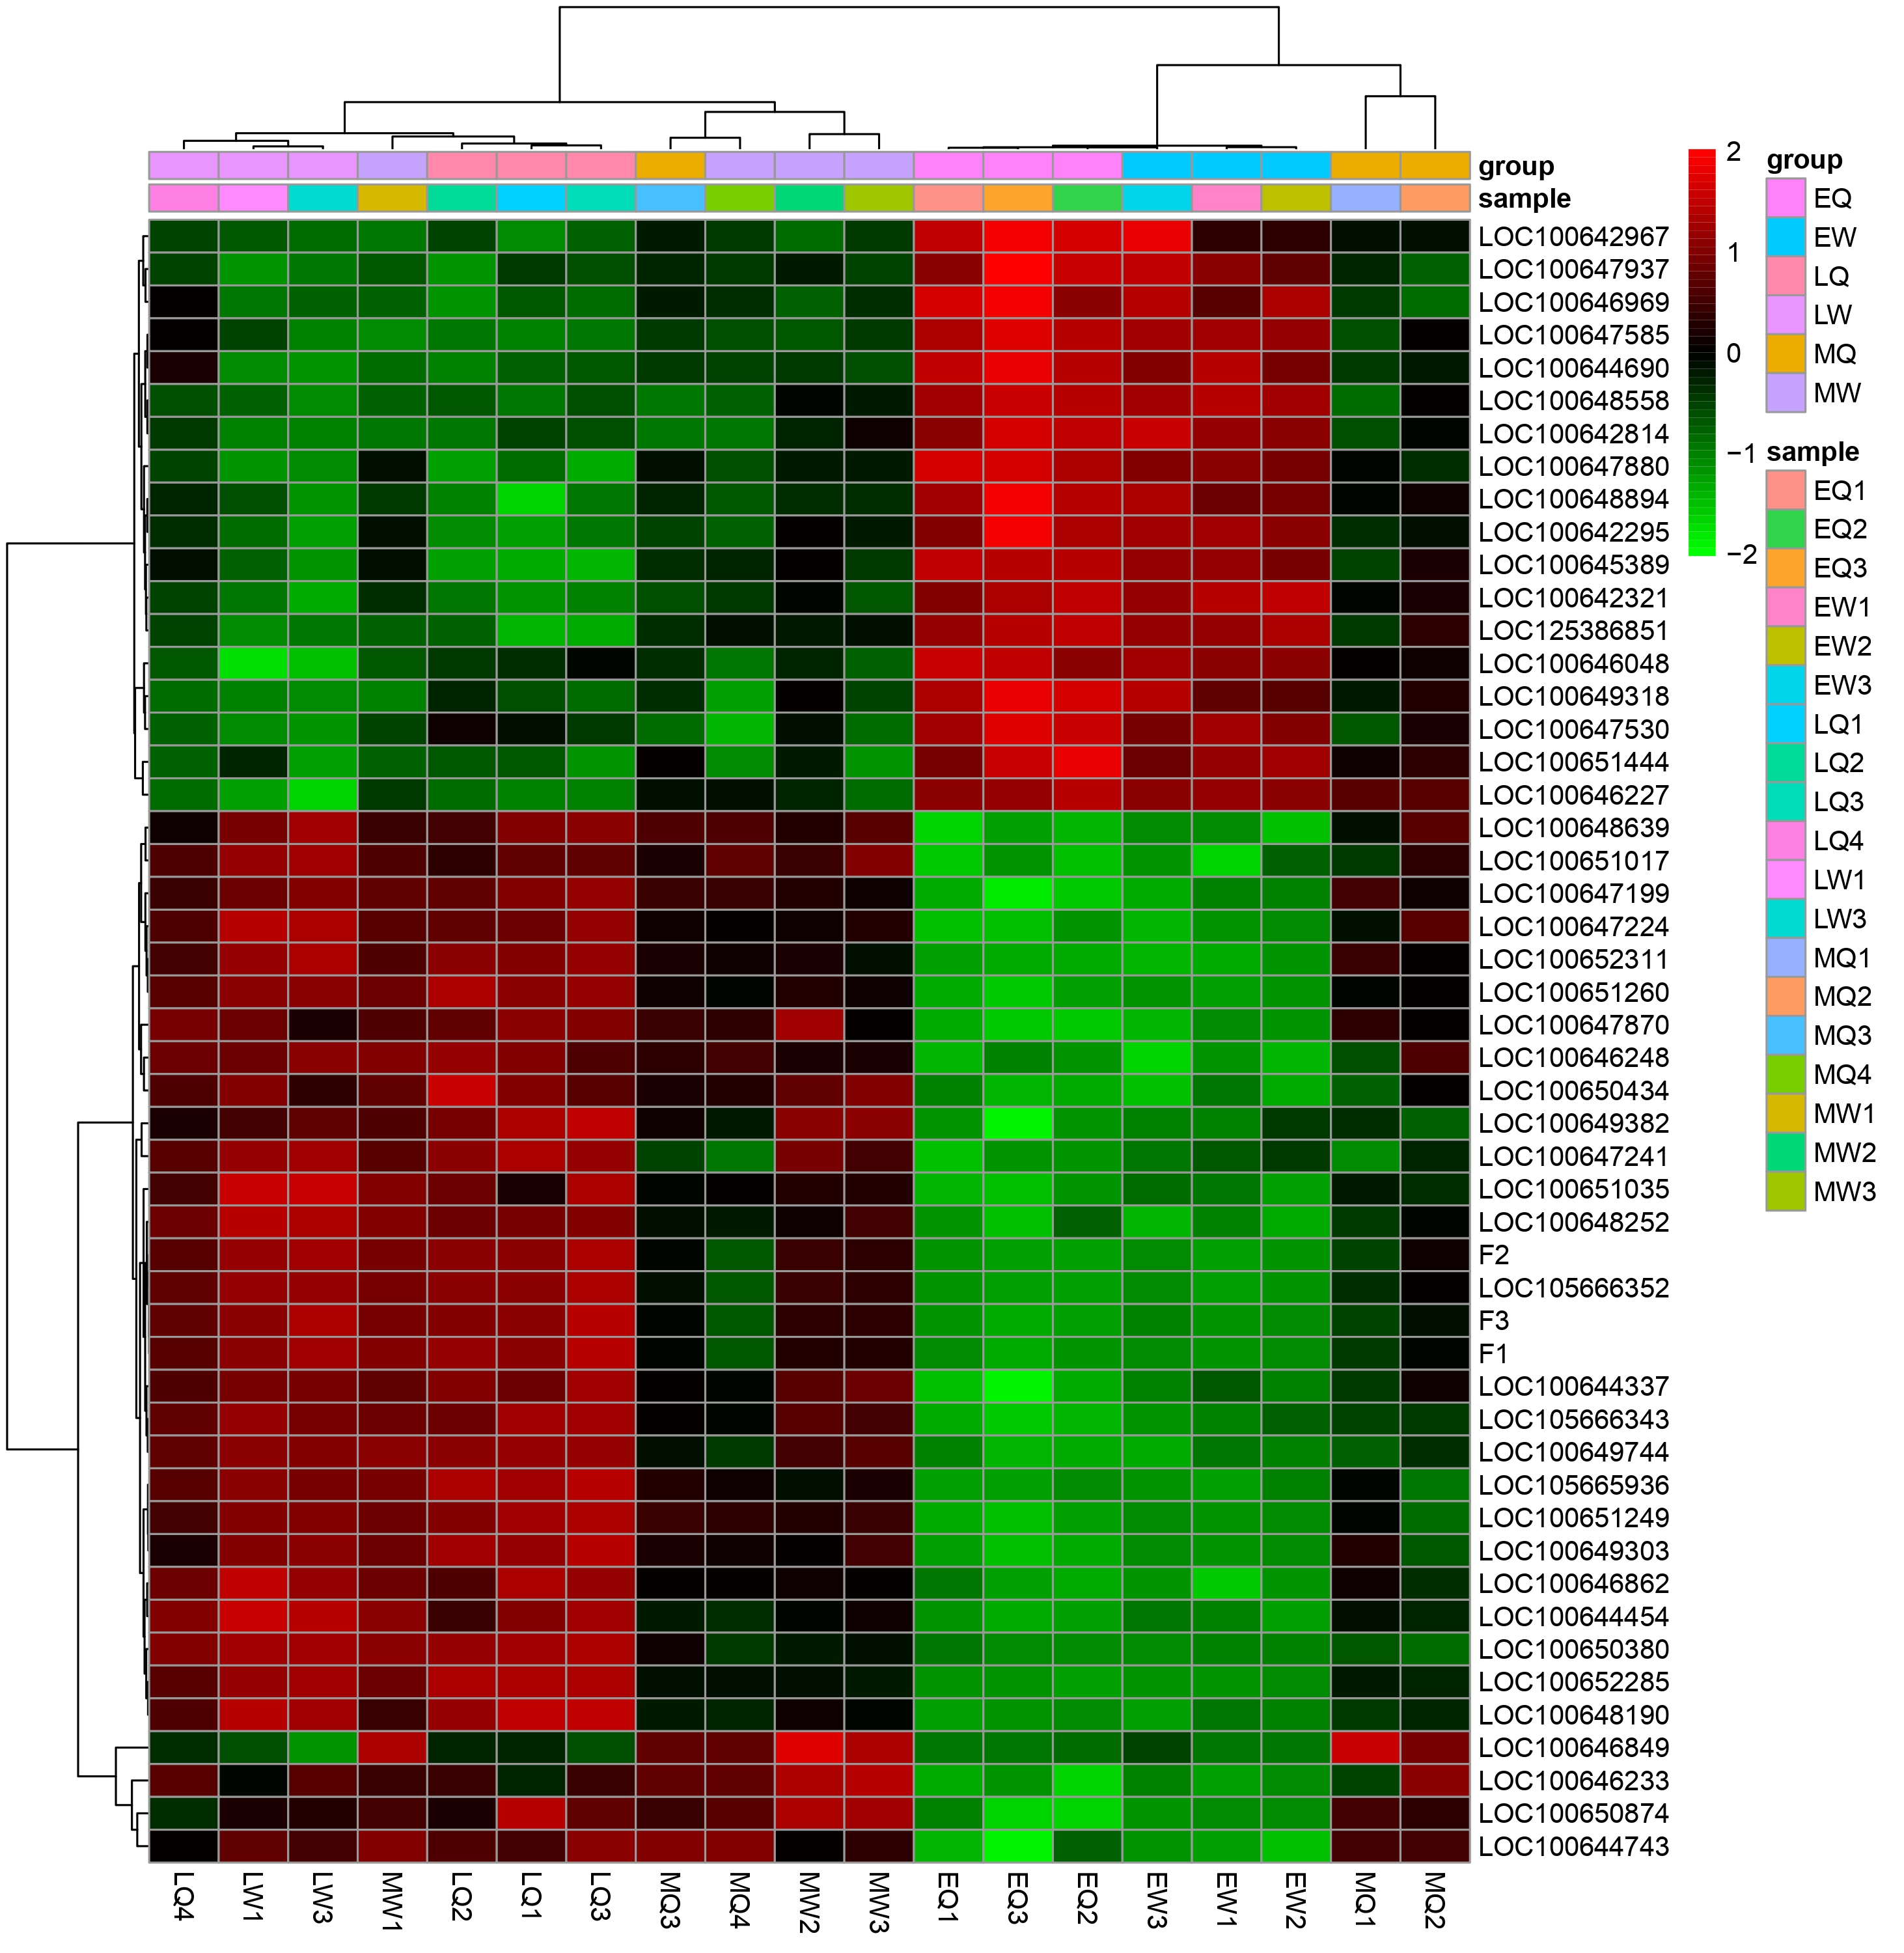 group
sample
LOC100642967
LOC100647937
LOC100646969
LOC100647585
LOC100644690
LOC100648558
LOC100642814
LOC100647880
LOC100648894
LOC100642295
LOC100645389
LOC100642321
LOC125386851
LOC100646048
LOC100649318
LOC100647530
LOC100651444
LOC100646227
LOC100648639
LOC100651017
LOC100647199
LOC100647224
LOC100652311
LOC100651260
LOC100647870
LOC100646248
LOC100650434
LOC100649382
LOC100647241
LOC100651035
LOC100648252
F2
LOC105666352
F3
F1
LOC100644337
LOC105666343
LOC100649744
LOC105665936
LOC100651249
LOC100649303
LOC100646862
LOC100644454
LOC100650380
LOC100652285
LOC100648190
LOC100646849
LOC100646233
LOC100650874
LOC100644743
LQ4
LW1
LW3
MW1
LQ2
LQ1
LQ3
MQ3
MQ4
MW2
MW3
EQ1
EQ3
EQ2
EW3
EW1
EW2
MQ1
MQ2
2
1
0
−1
−2
group
EQ
EW
LQ
LW
MQ
MW
sample
EQ1
EQ2
EQ3
EW1
EW2
EW3
LQ1
LQ2
LQ3
LQ4
LW1
LW3
MQ1
MQ2
MQ3
MQ4
MW1
MW2
MW3